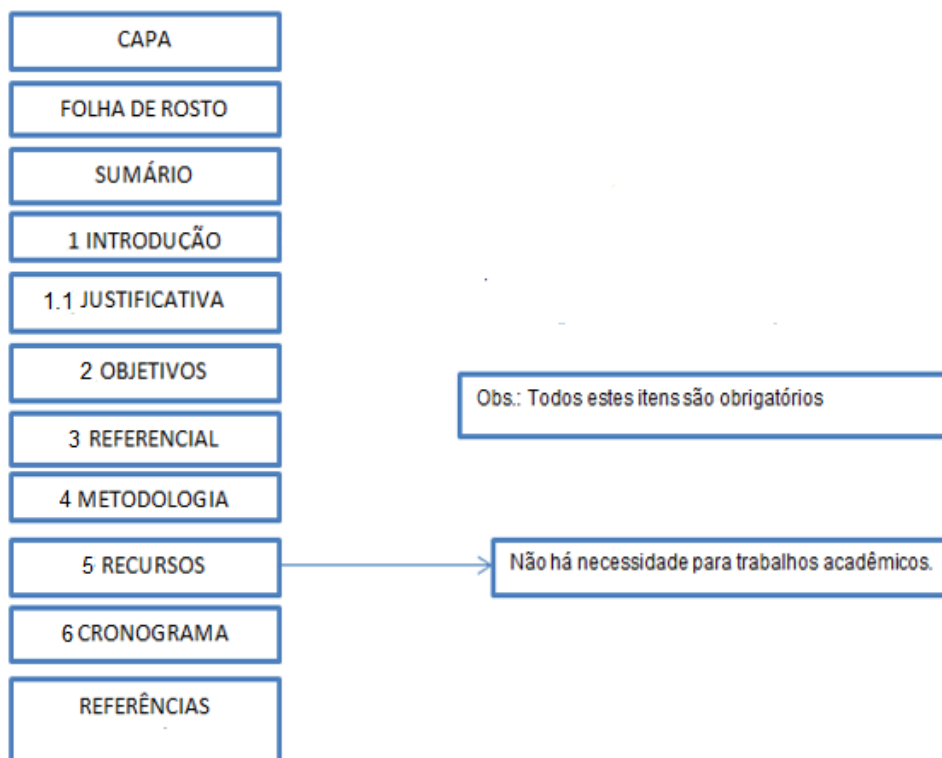 CAPA
FOLHA DE ROSTO
SUMÁRIO
1 INTRODUÇÃO
1.1 JUSTIFICATIVA
2 OBJETIVOS
Obs.: Todos estes itens são obrigatórios
3 REFERENCIAL
4 METODOLOGIA
5 RECURSOS
Não há necessidade para trabalhos acadêmicos.
6 CRONOGRAMA
REFERÊNCIAS